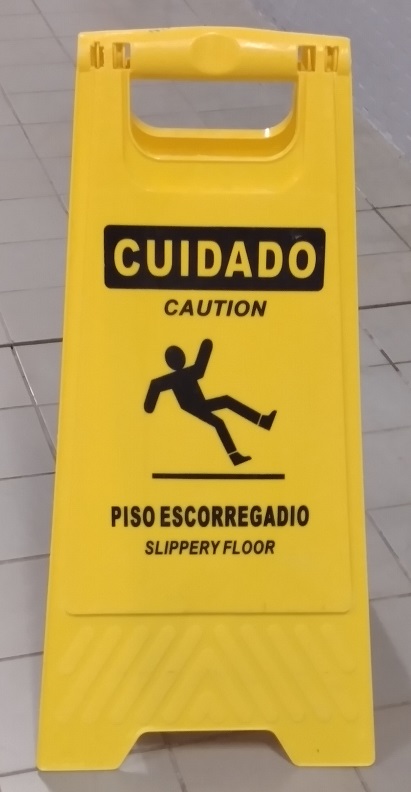 CUIDADO
CAUTION
PISO ESCORREGADIO
SLIPPERY FLOOR